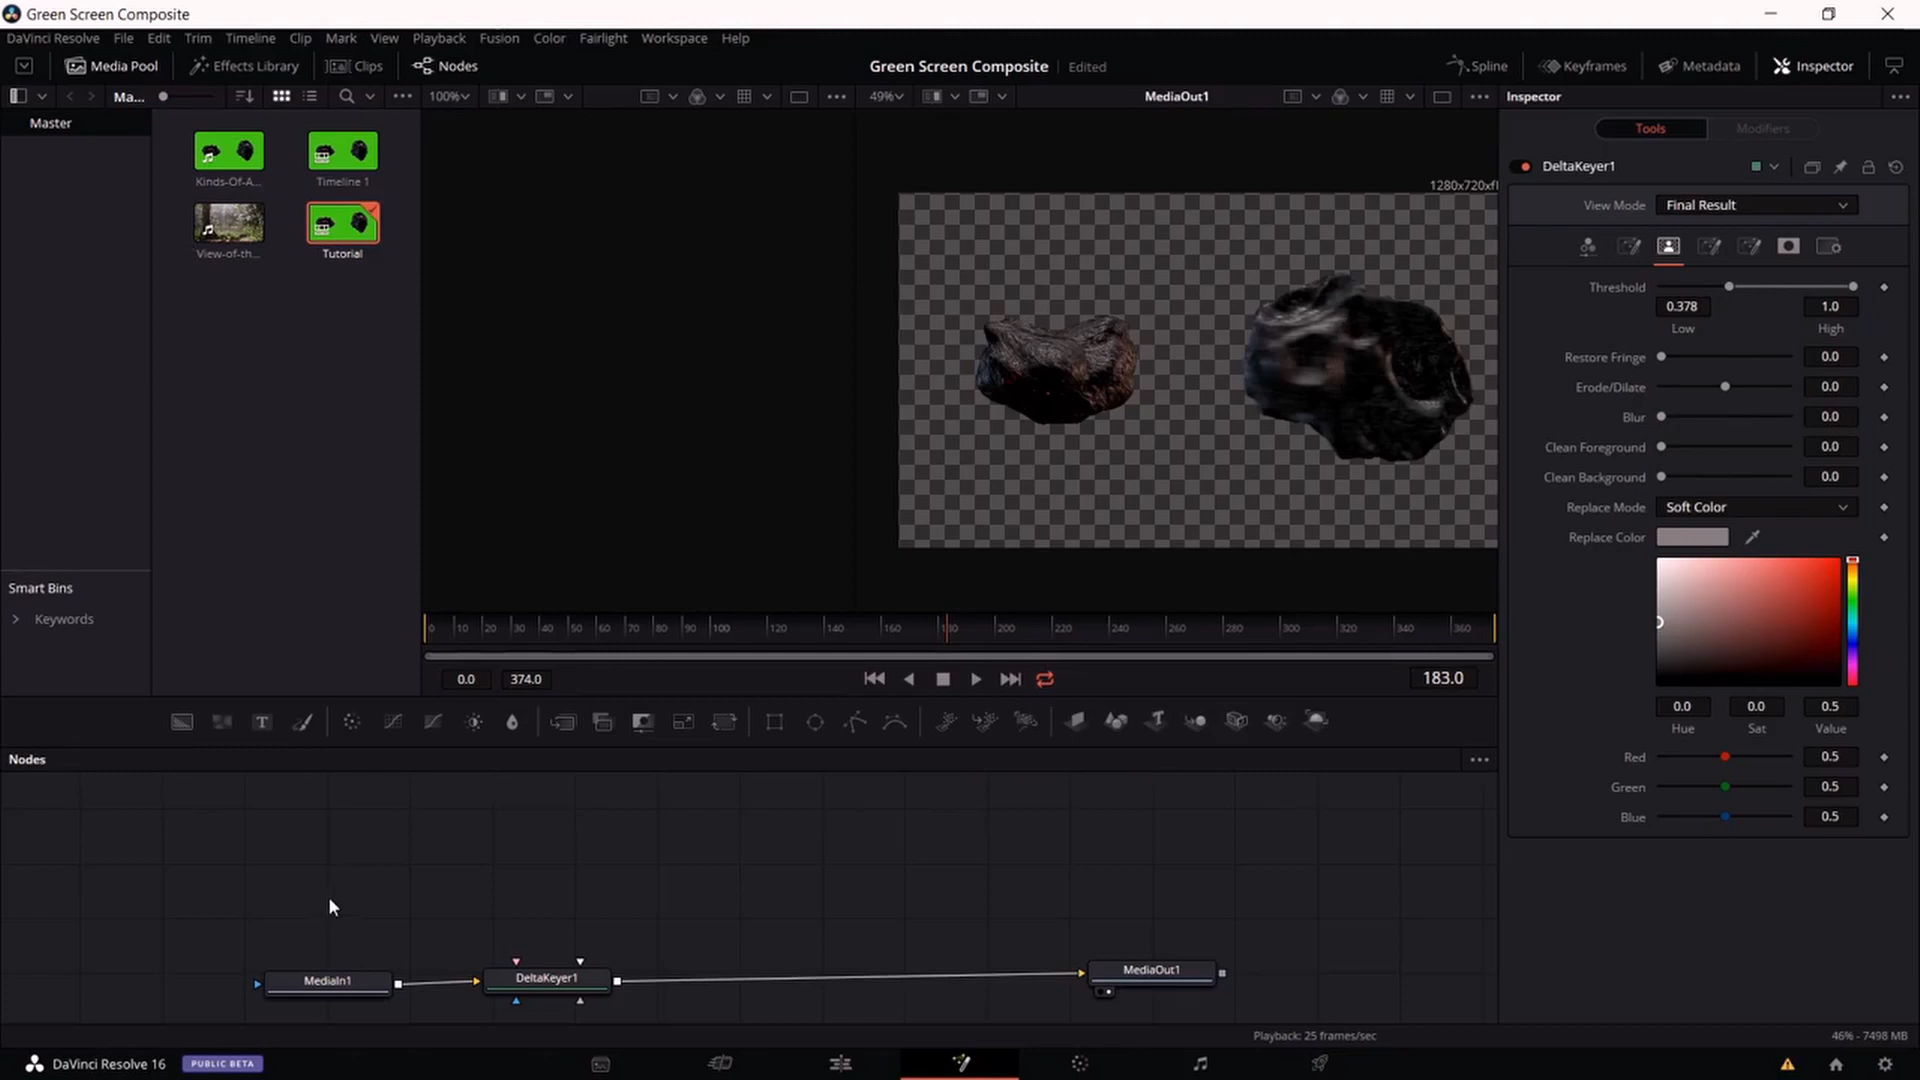 Green Screen Composite
DaVinci Resolve File Edit Trim Timeline Clip Mark View Playback Fusion Color Fairlight Workspace Help
Media Pool Effects Library Clips Nodes Green Screen Composite Edited Spline Keyframes Metadata Inspector
Ma... 100% 49% MediaOut1 Inspector
Master
Tools Modifiers
Kinds-Of-A... Timeline 1
View-of-th... Tutorial
1280x720xfl
DeltaKeyer1
View Mode Final Result
Threshold
0.378 1.0
Low High
Restore Fringe 0.0
Erode/Dilate 0.0
Blur 0.0
Clean Foreground 0.0
Clean Background 0.0
Replace Mode Soft Color
Replace Color
Smart Bins
Keywords
0 10 20 30 40 50 60 70 80 90 100 120 140 160 180 200 220 240 260 280 300 320 340 360
0.0 374.0 183.0
0.0 0.0 0.5
Hue Sat Value
Red 0.5
Green 0.5
Blue 0.5
Nodes
MediaIn1 DeltaKeyer1 MediaOut1
Playback: 25 frames/sec 46% - 7498 MB
DaVinci Resolve 16 PUBLIC BETA